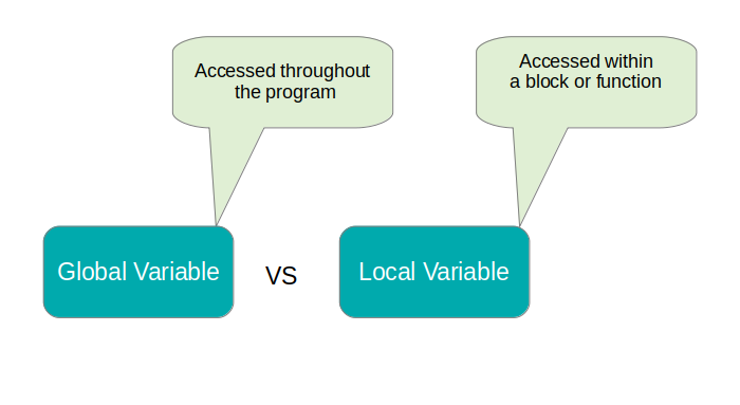 Accessed throughout
the program
Accessed within
a block or function
Global Variable
VS
Local Variable